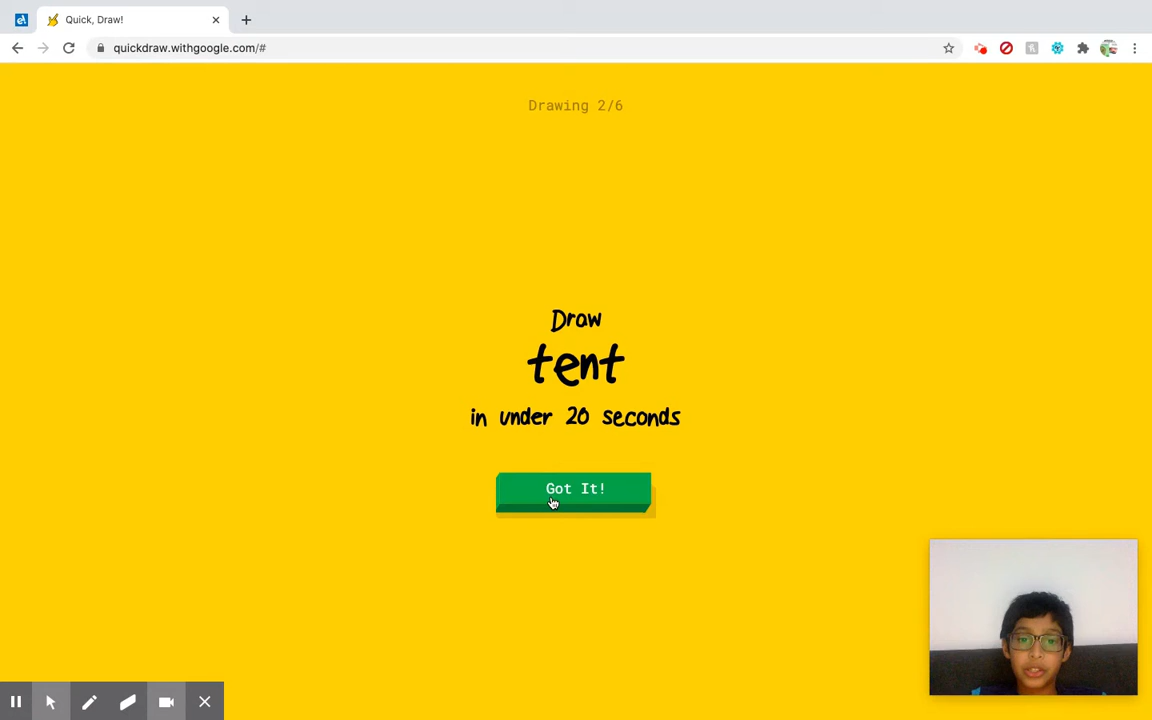 Quick, Draw!
quickdraw.withgoogle.com/#
Drawing 2/6
Draw
tent
in under 20 seconds
Got It!